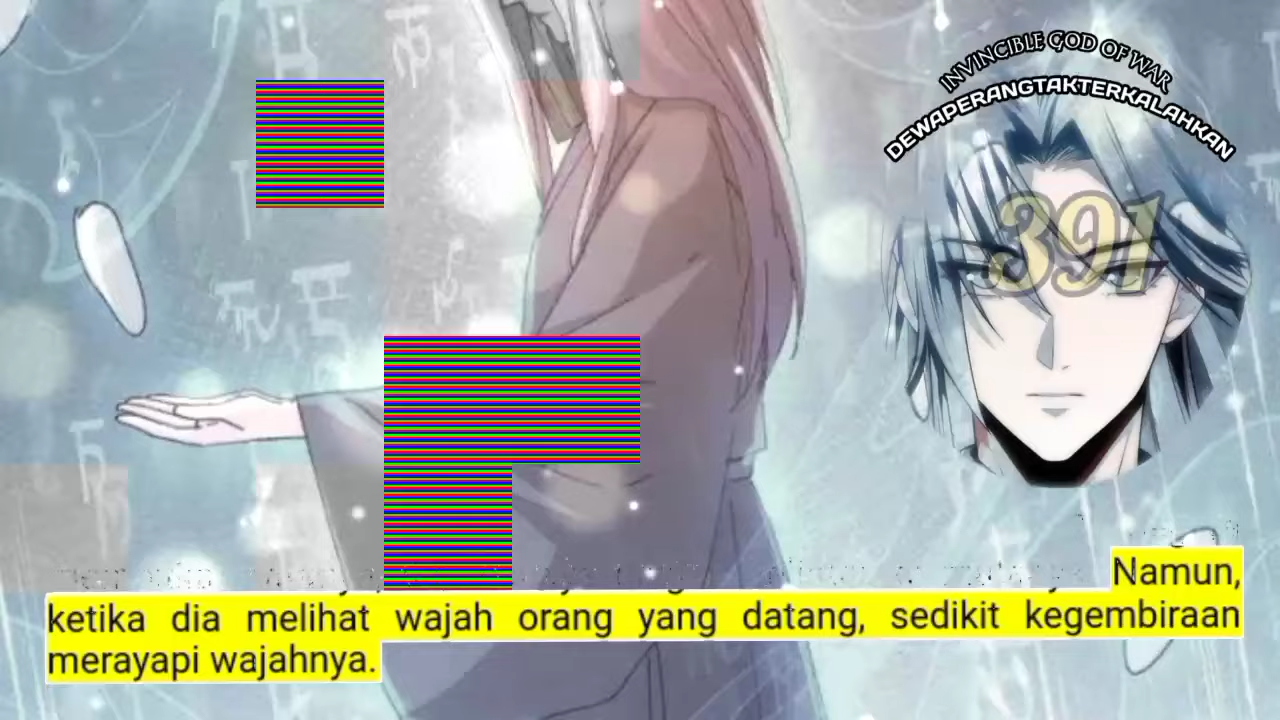 INVINCIBLE GOD OF WAR
DEWAPERANGTAKTERKALAHKAN
391
Namun,
ketika dia melihat wajah orang yang datang, sedikit kegembiraan
merayapi wajahnya.